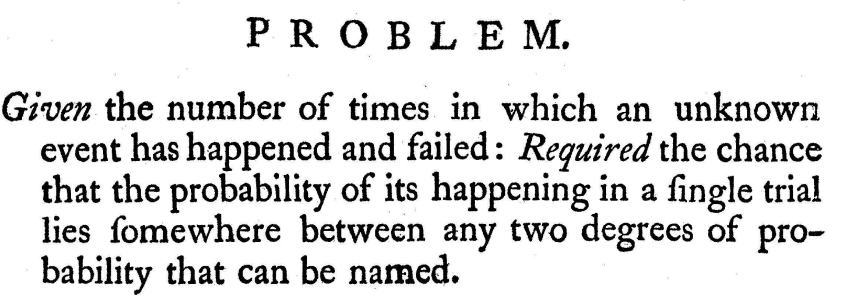 PROBLEM.
Given the number of times in which an unknown
event has happened and failed: Required the chance
that the probability of its happening in a ſingle trial
lies ſomewhere between any two degrees of pro-
bability that can be named.